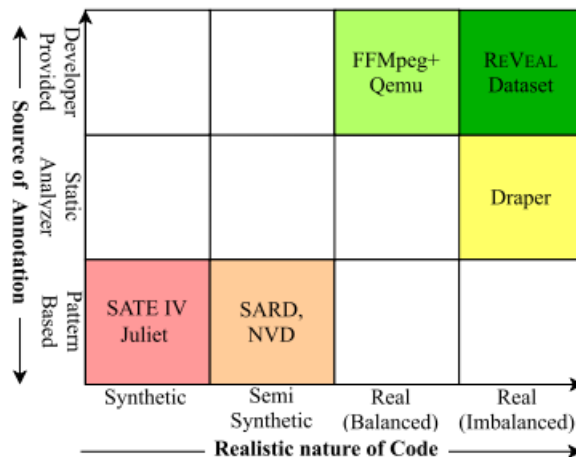 Source of Annotation
Developer
Provided
Static
Analyzer
Pattern
Based
FFMpeg+
Qemu
REVEAL
Dataset
Draper
SATE IV
Juliet
SARD,
NVD
Synthetic
Semi
Synthetic
Real
(Balanced)
Real
(Imbalanced)
Realistic nature of Code